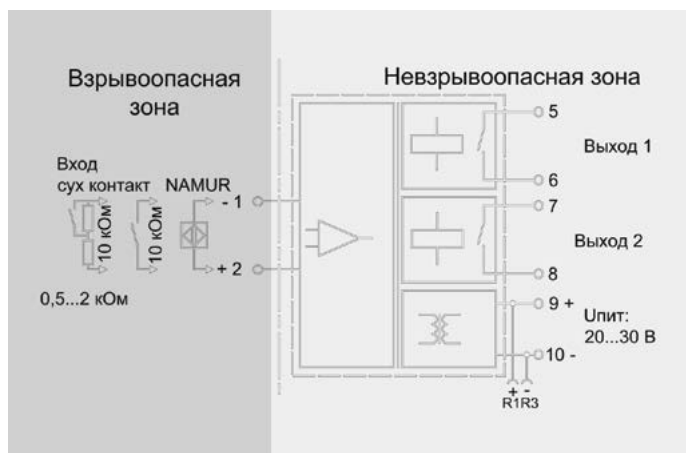 Взрывоопасная
зона
Невзрывоопасная зона
Вход
сух контакт
NAMUR
10 кОм
10 кОм
0,5...2 кОм
- 1
+ 2
5
Выход 1
6
7
Выход 2
8
9 +
Uпит:
20...30 В
10 -
+ -
R1R3